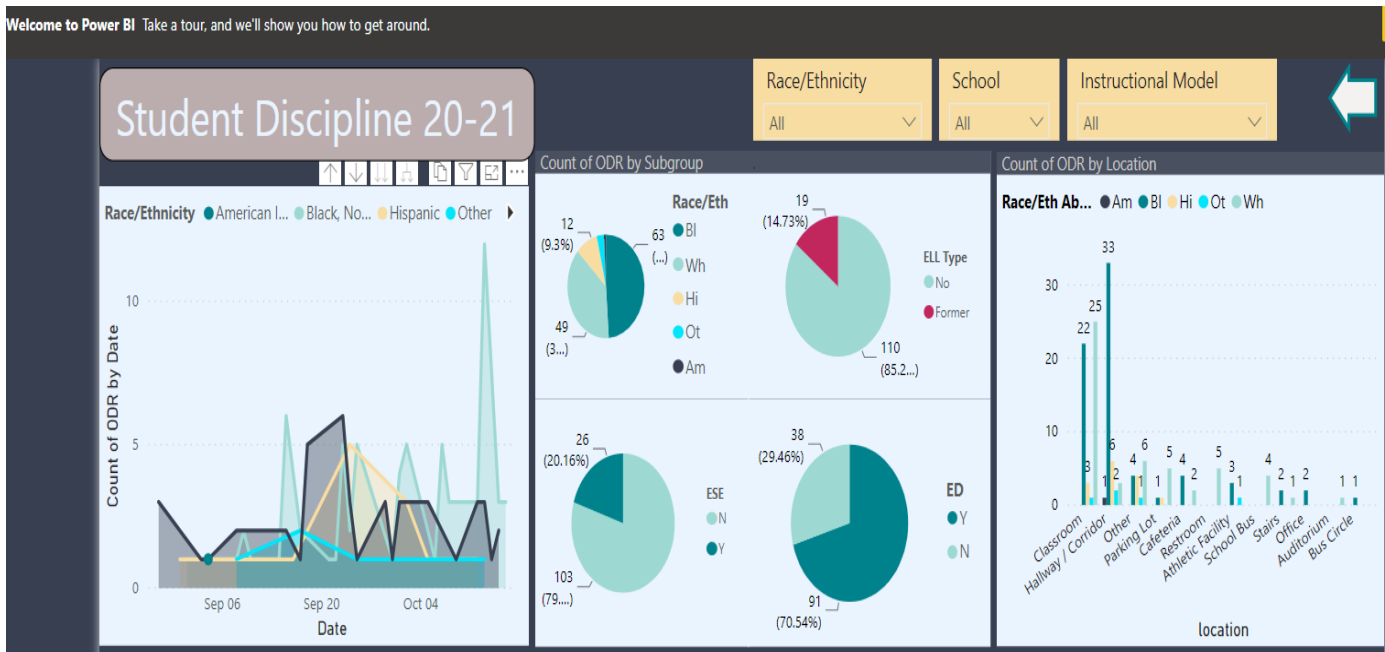 Welcome to Power BI Take a tour, and we'll show you how to get around.
Student Discipline 20-21
Race/Ethnicity
All
School
All
Instructional Model
All
Race/Ethnicity American I... Black, No... Hispanic Other
Count of ODR by Date
10
5
0
Sep 06 Sep 20 Oct 04
Date
Count of ODR by Subgroup
12
(9.3%)
63
(...)
49
(3...)
Race/Eth
Bl
Wh
Hi
Ot
Am
19
(14.73%)
110
(85.2...)
ELL Type
No
Former
26
(20.16%)
103
(79....)
ESE
N
Y
38
(29.46%)
91
(70.54%)
ED
Y
N
Count of ODR by Location
Race/Eth Ab... Am Bl Hi Ot Wh
30
20
10
0
22 3 25 1 33 6 2 4 1 6 1 5 4 2 5 3 1 4 2 1 2 1 1
Classroom
Hallway / Corridor
Other
Parking Lot
Cafeteria
Restroom
Athletic Facility
School Bus
Stairs
Office
Auditorium
Bus Circle
location